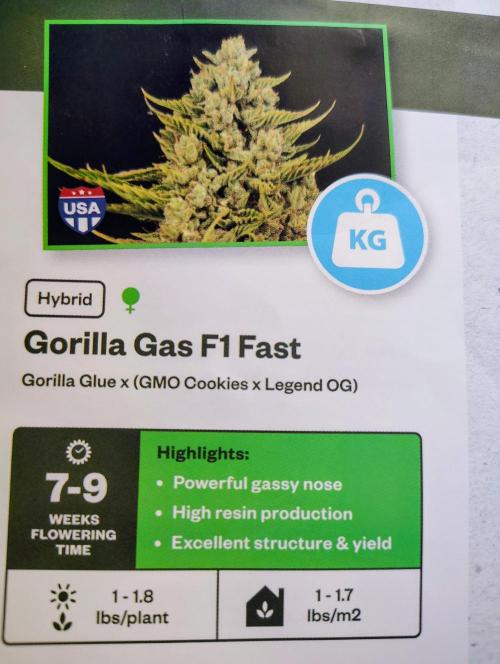 USA
KG
Hybrid
Gorilla Gas F1 Fast
Gorilla Glue x (GMO Cookies x Legend OG)
7-9
WEEKS
FLOWERING
TIME
Highlights:
• Powerful gassy nose
• High resin production
• Excellent structure & yield
1 - 1.8
lbs/plant
1 - 1.7
lbs/m2